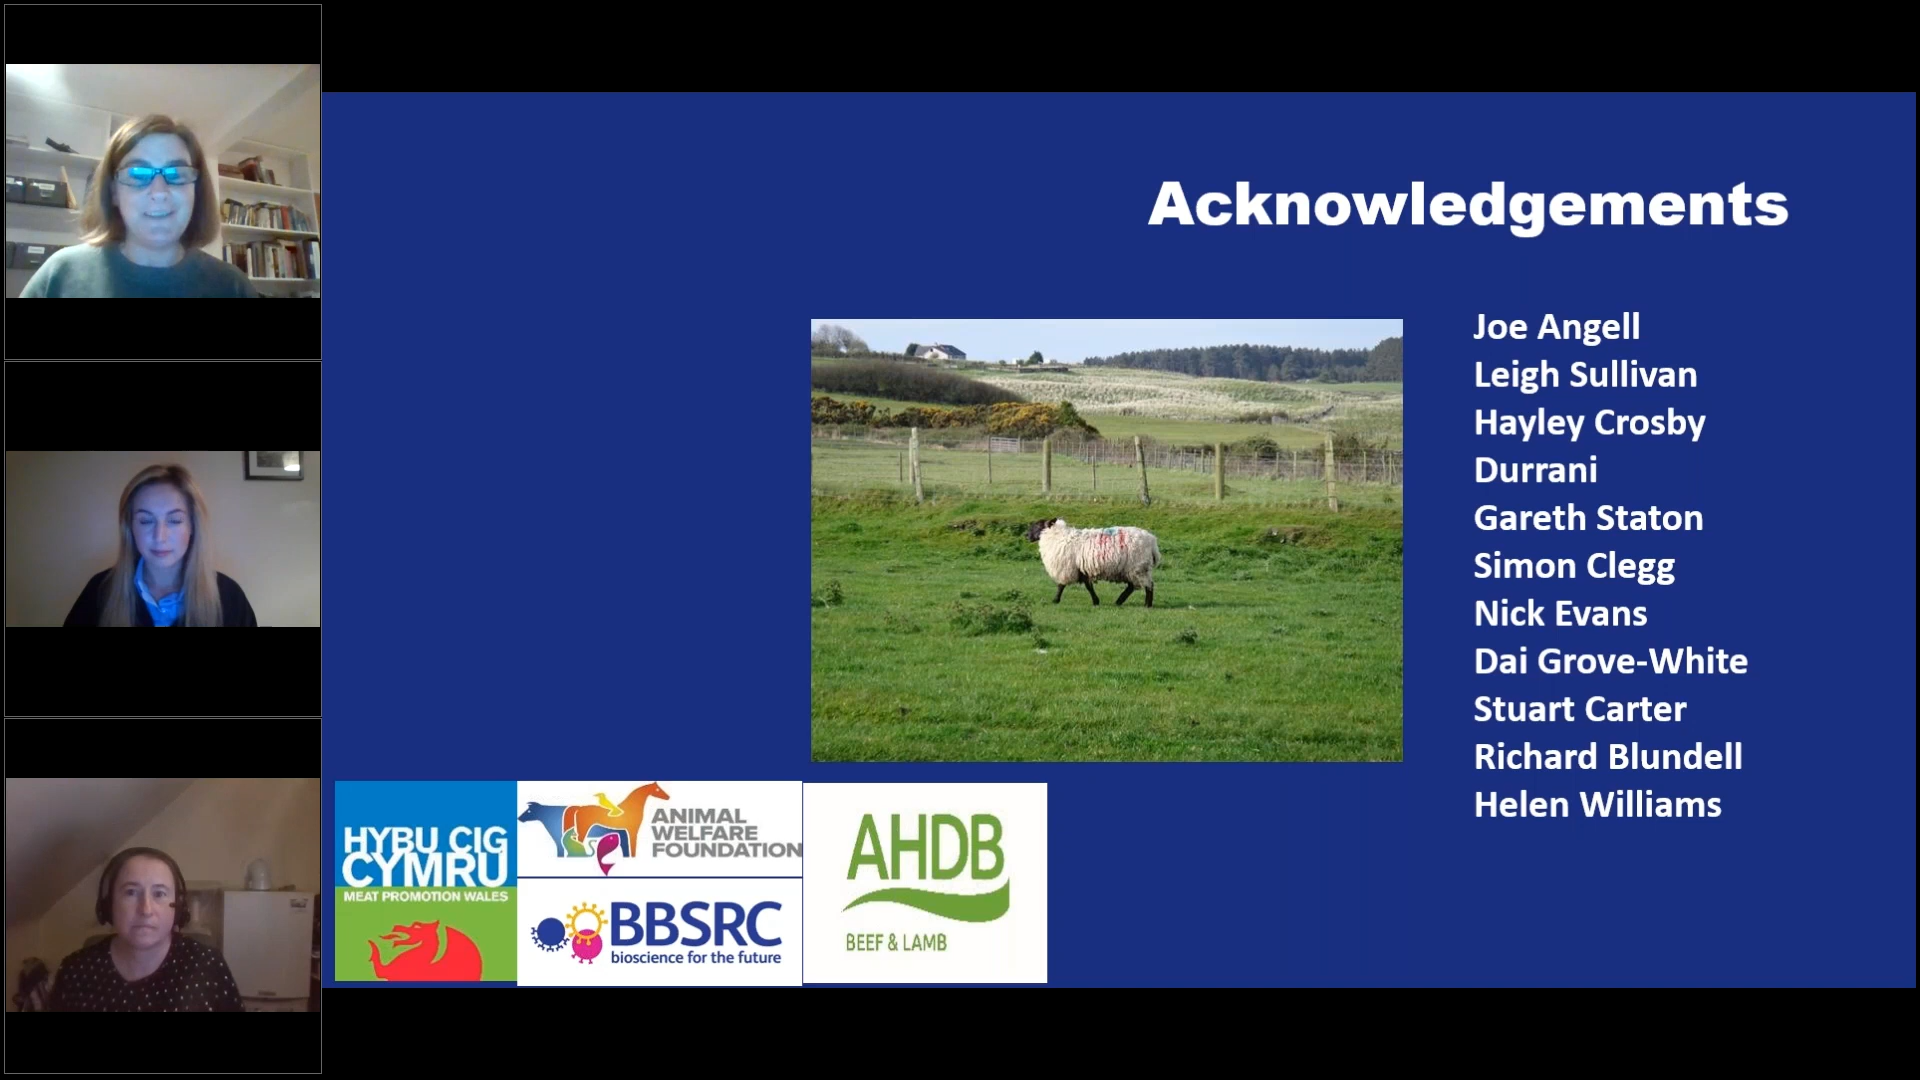 Acknowledgements
Joe Angell
Leigh Sullivan
Hayley Crosby
Durrani
Gareth Staton
Simon Clegg
Nick Evans
Dai Grove-White
Stuart Carter
Richard Blundell
Helen Williams
HYBU CIG
CYMRU
MEAT PROMOTION WALES
ANIMAL
WELFARE
FOUNDATION
BBSRC
bioscience for the future
AHDB
BEEF & LAMB